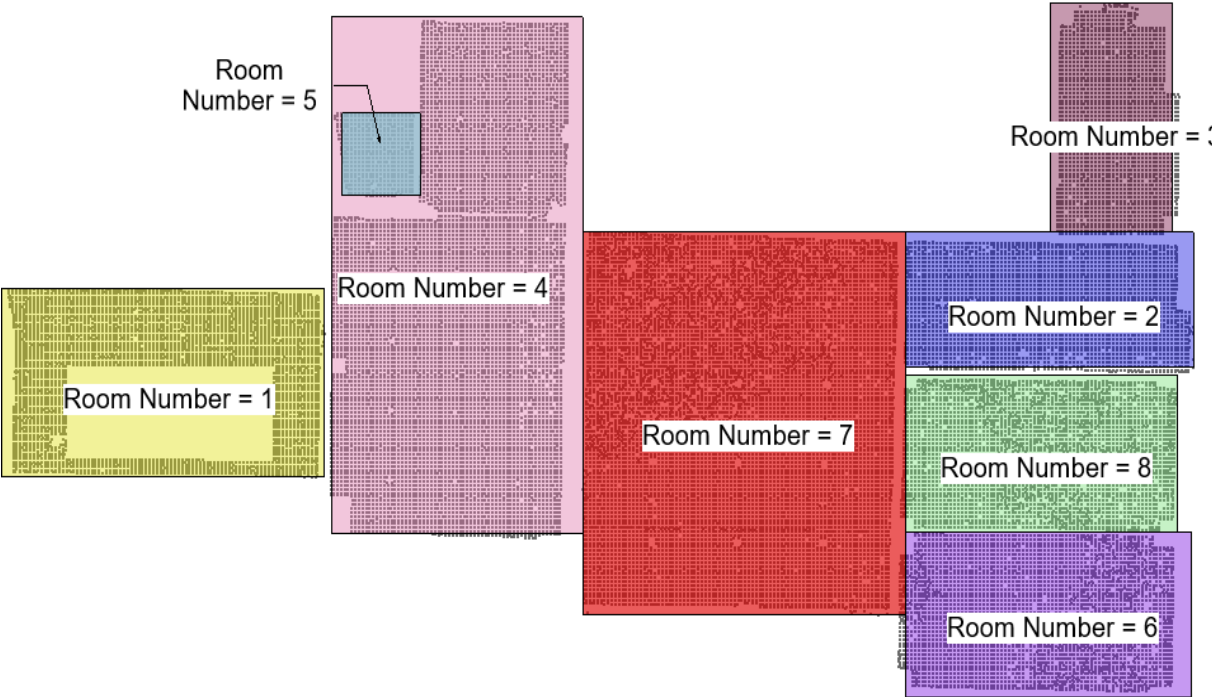 Room
Number = 5
Room Number = 3
Room Number = 4
Room Number = 2
Room Number = 1
Room Number = 7
Room Number = 8
Room Number = 6